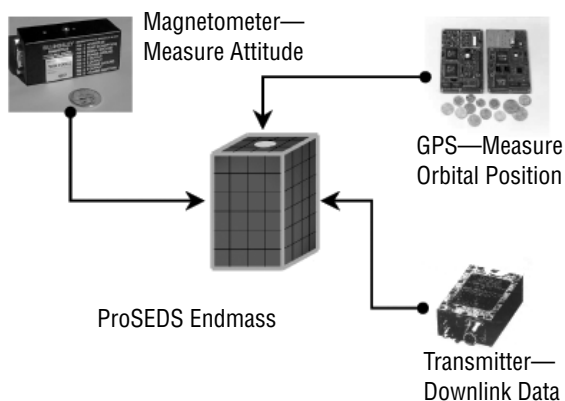 Magnetometer—
Measure Attitude
GPS—Measure
Orbital Position
ProSEDS Endmass
Transmitter—
Downlink Data